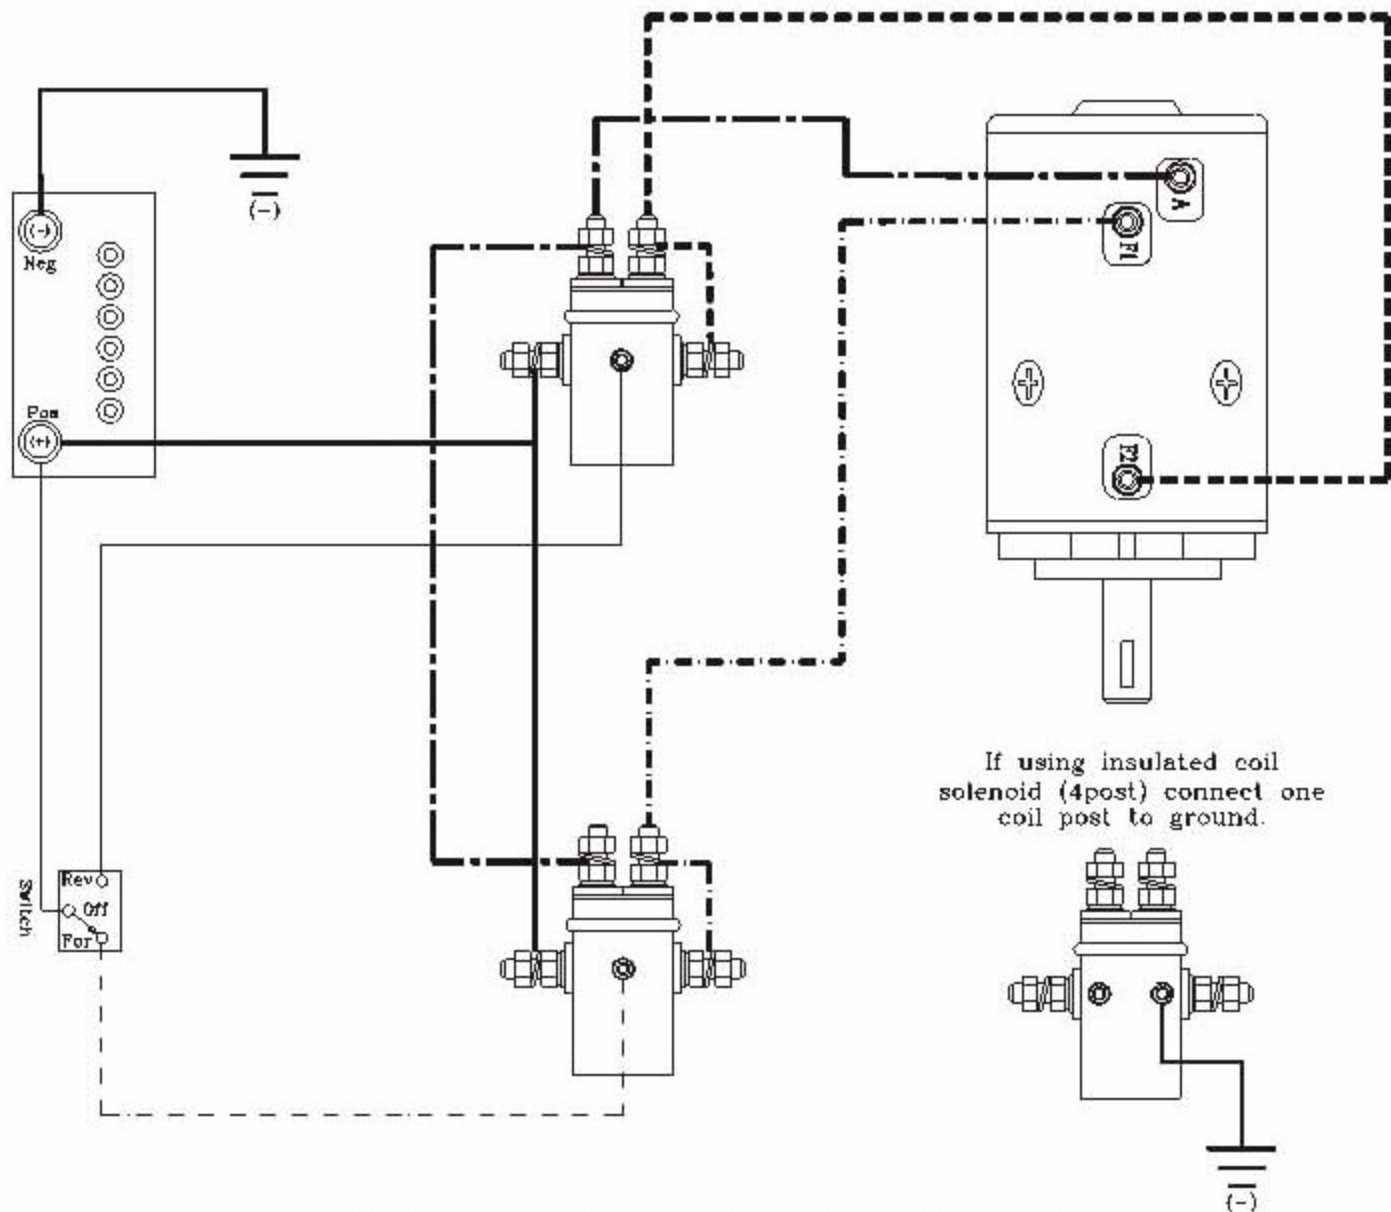 (-)
(-)
Neg
A
F1
Pos
(+)
F2
If using insulated coil
solenoid (4post) connect one
coil post to ground.
Switch
Rev
Off
For
(-)